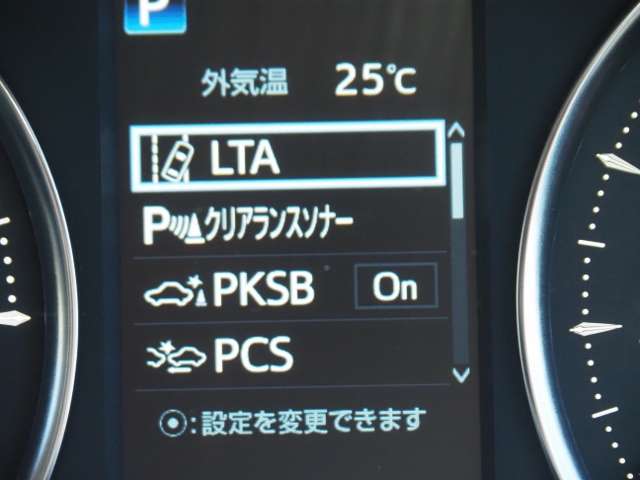 P
外気温 25℃
LTA
Pクリアランスソナー
PKSB On
PCS
⦿:設定を変更できます